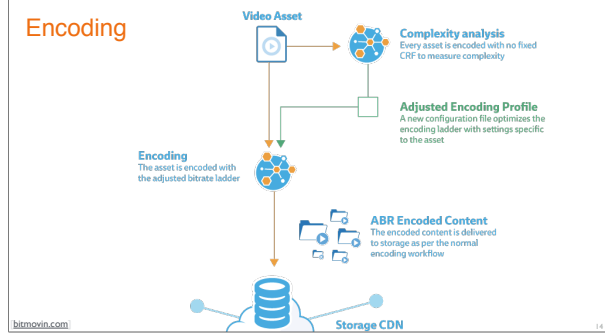 Encoding
Video Asset
Complexity analysis
Every asset is encoded with no fixed
CRF to measure complexity
Adjusted Encoding Profile
A new configuration file optimizes the
encoding ladder with settings specific
to the asset
Encoding
The asset is encoded with
the adjusted bitrate ladder
ABR Encoded Content
The encoded content is delivered
to storage as per the normal
encoding workflow
Storage CDN
bitmovin.com
14